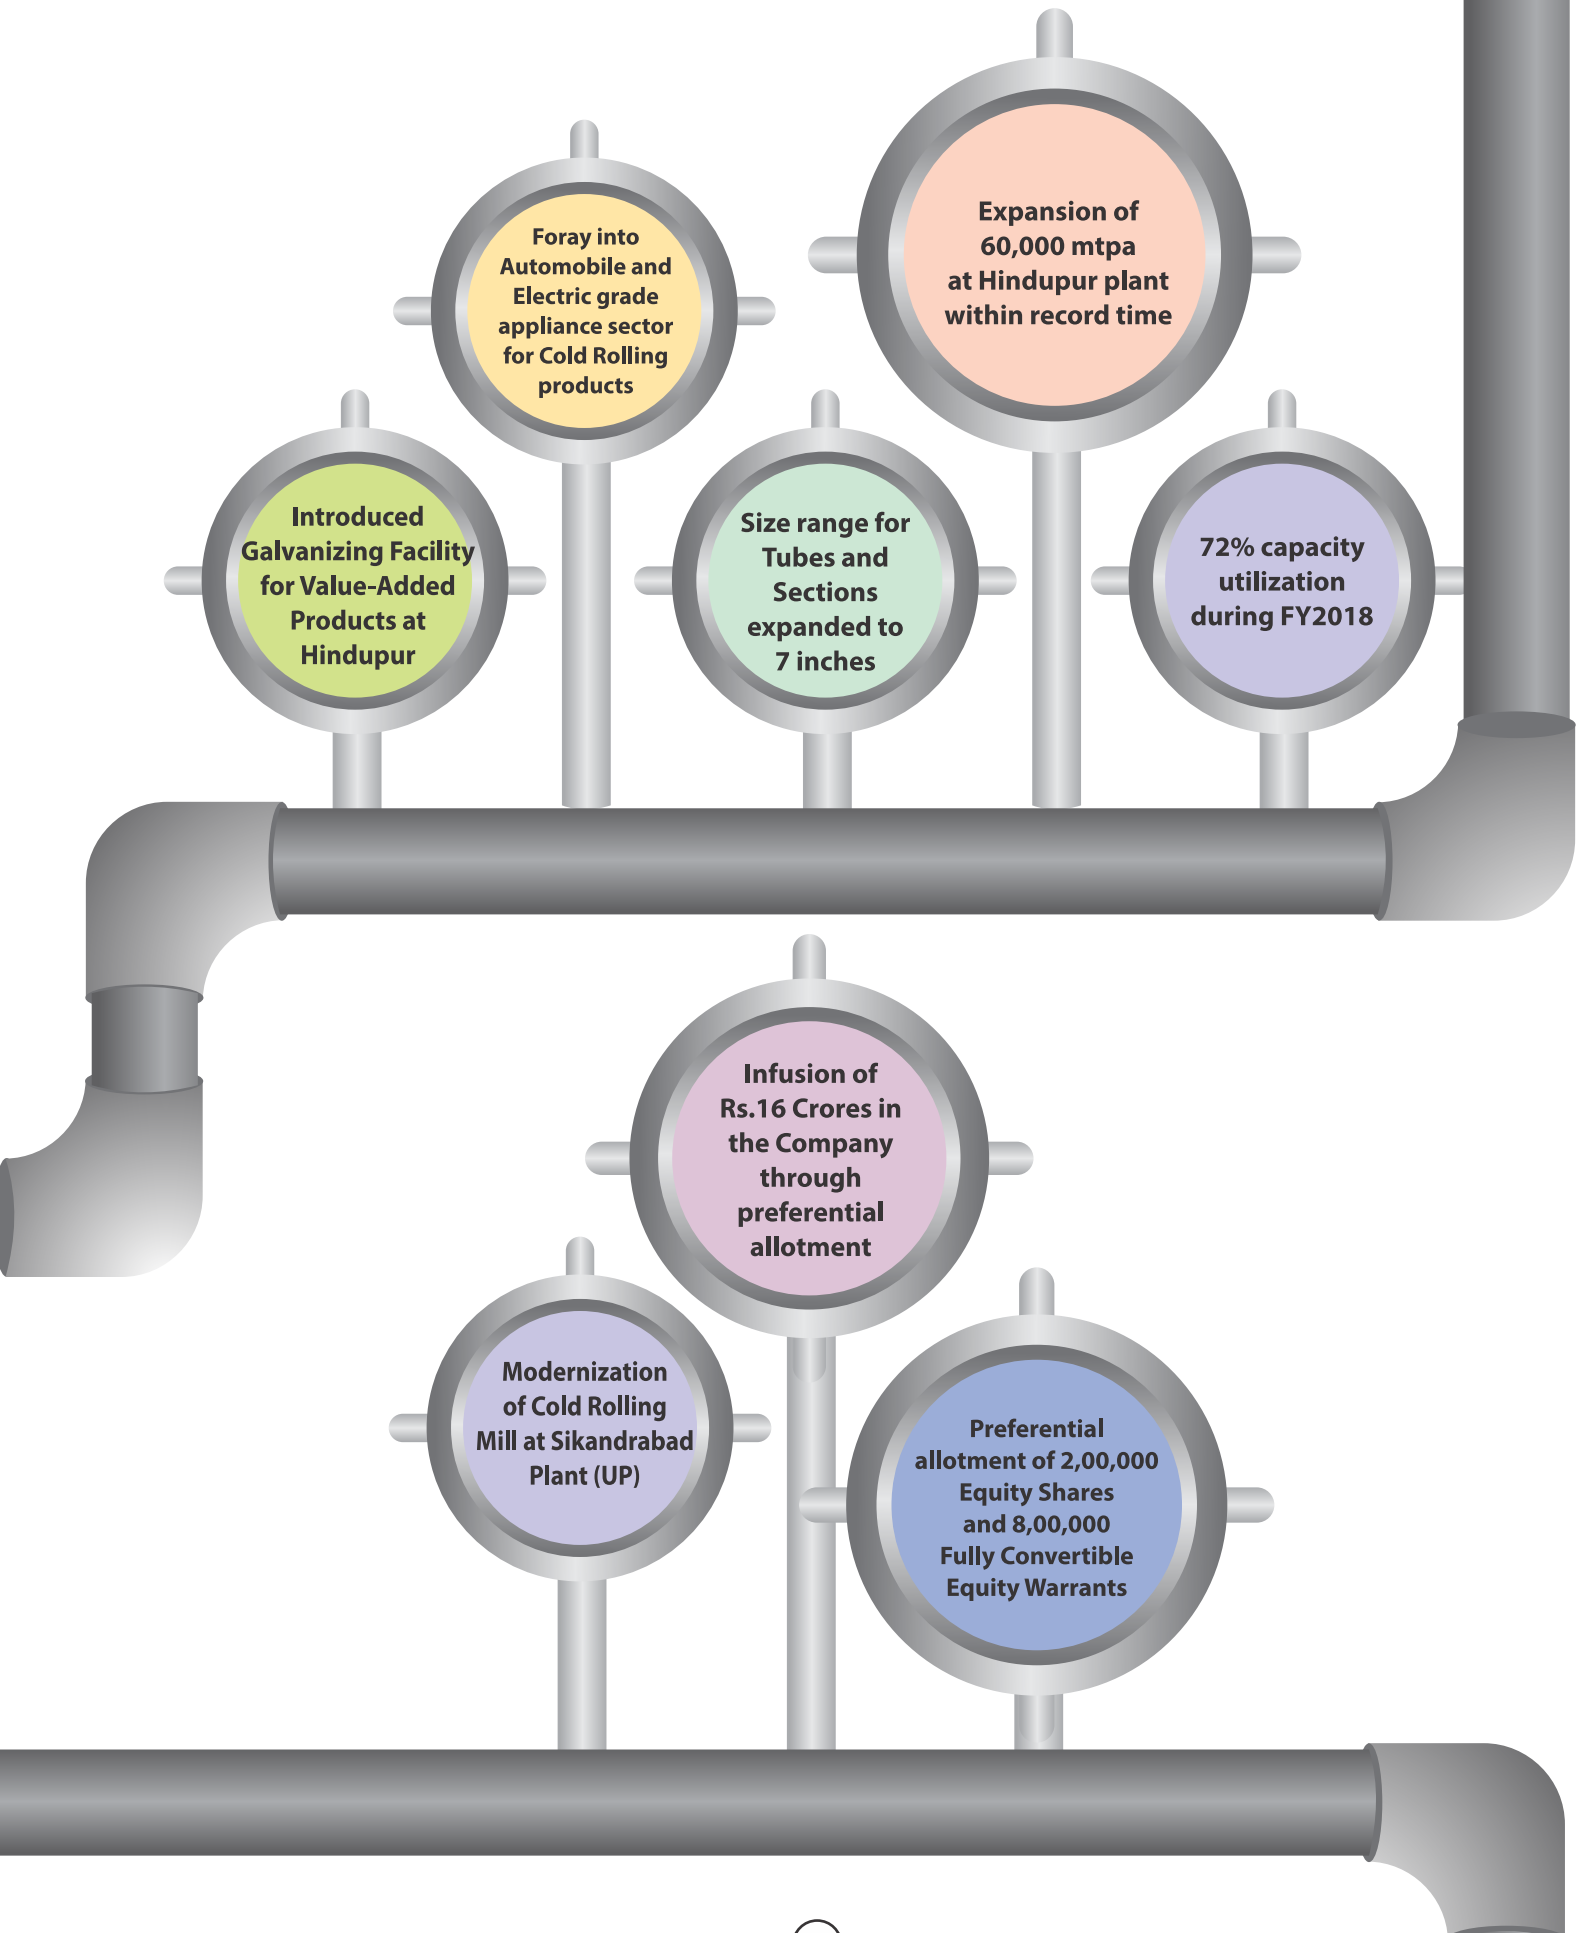 Expansion of
60,000 mtpa
at Hindupur plant
within record time
Foray into
Automobile and
Electric grade
appliance sector
for Cold Rolling
products
Introduced
Galvanizing Facility
for Value-Added
Products at
Hindupur
Size range for
Tubes and
Sections
expanded to
7 inches
72% capacity
utilization
during FY2018
Infusion of
Rs.16 Crores in
the Company
through
preferential
allotment
Modernization
of Cold Rolling
Mill at Sikandrabad
Plant (UP)
Preferential
allotment of 2,00,000
Equity Shares
and 8,00,000
Fully Convertible
Equity Warrants